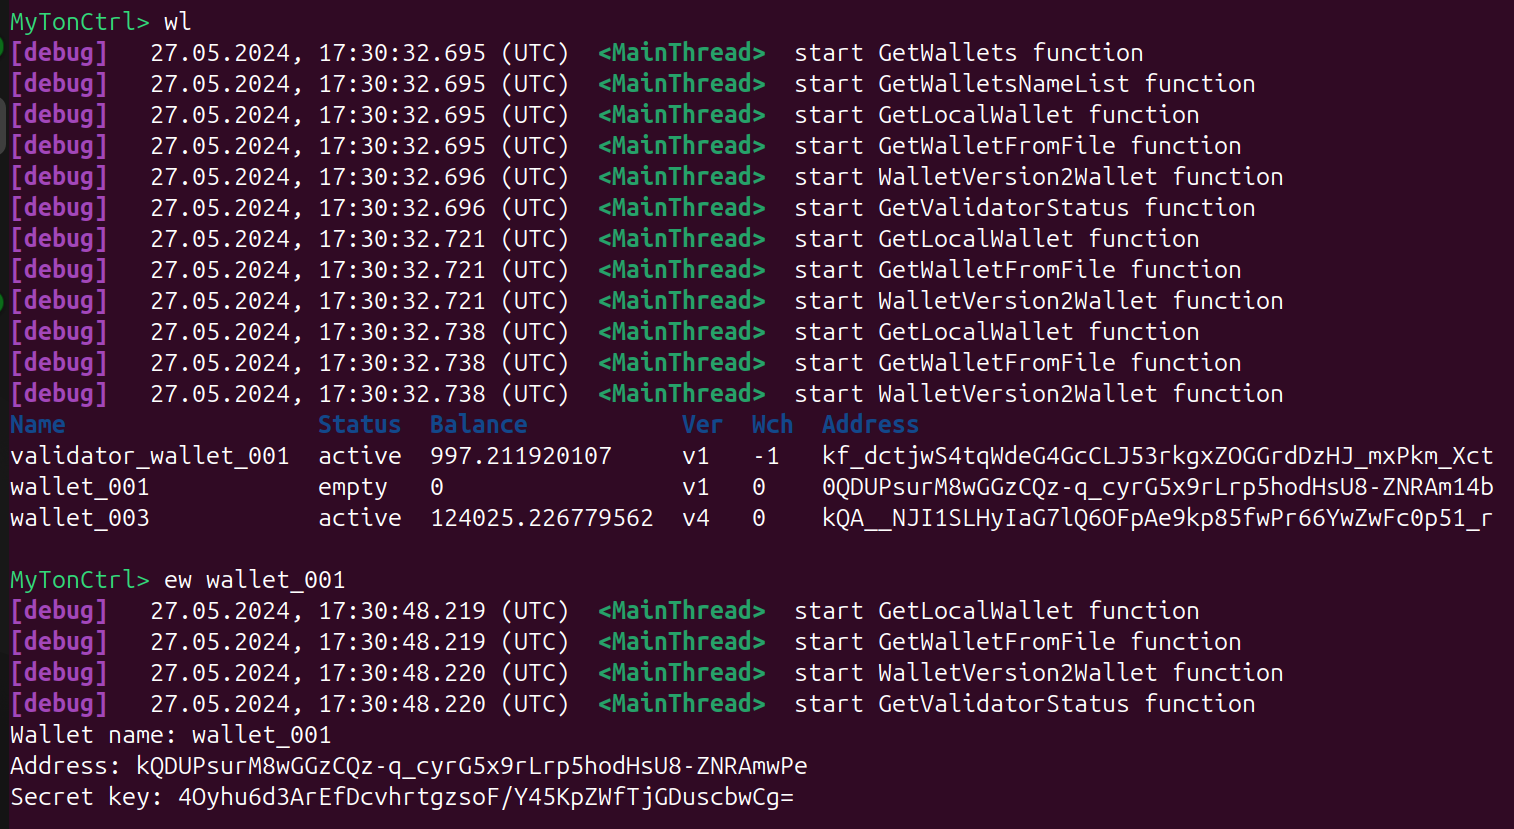 MyTonCtrl> wl
[debug] 27.05.2024, 17:30:32.695 (UTC) <MainThread> start GetWallets function
[debug] 27.05.2024, 17:30:32.695 (UTC) <MainThread> start GetWalletsNameList function
[debug] 27.05.2024, 17:30:32.695 (UTC) <MainThread> start GetLocalWallet function
[debug] 27.05.2024, 17:30:32.695 (UTC) <MainThread> start GetWalletFromFile function
[debug] 27.05.2024, 17:30:32.696 (UTC) <MainThread> start WalletVersion2Wallet function
[debug] 27.05.2024, 17:30:32.696 (UTC) <MainThread> start GetValidatorStatus function
[debug] 27.05.2024, 17:30:32.721 (UTC) <MainThread> start GetLocalWallet function
[debug] 27.05.2024, 17:30:32.721 (UTC) <MainThread> start GetWalletFromFile function
[debug] 27.05.2024, 17:30:32.721 (UTC) <MainThread> start WalletVersion2Wallet function
[debug] 27.05.2024, 17:30:32.738 (UTC) <MainThread> start GetLocalWallet function
[debug] 27.05.2024, 17:30:32.738 (UTC) <MainThread> start GetWalletFromFile function
[debug] 27.05.2024, 17:30:32.738 (UTC) <MainThread> start WalletVersion2Wallet function
Name Status Balance Ver Wch Address
validator_wallet_001 active 997.211920107 v1 -1 kf_dctjwS4tqWdeG4GcCLJ53rkgxZOGGrdDzHJ_mxPkm_Xct
wallet_001 empty 0 v1 0 0QDUPsurM8wGGzCQz-q_cyrG5x9rLrp5hodHsU8-ZNRAm14b
wallet_003 active 124025.226779562 v4 0 kQA__NJI1SLHyIaG7lQ6OFpAe9kp85fwPr66YwZwFc0p51_r
MyTonCtrl> ew wallet_001
[debug] 27.05.2024, 17:30:48.219 (UTC) <MainThread> start GetLocalWallet function
[debug] 27.05.2024, 17:30:48.219 (UTC) <MainThread> start GetWalletFromFile function
[debug] 27.05.2024, 17:30:48.220 (UTC) <MainThread> start WalletVersion2Wallet function
[debug] 27.05.2024, 17:30:48.220 (UTC) <MainThread> start GetValidatorStatus function
Wallet name: wallet_001
Address: kQDUPsurM8wGGzCQz-q_cyrG5x9rLrp5hodHsU8-ZNRAmwPe
Secret key: 4Oyhu6d3ArEfDcvhrtgzsoF/Y45KpZWfTjGDuscbwCg=